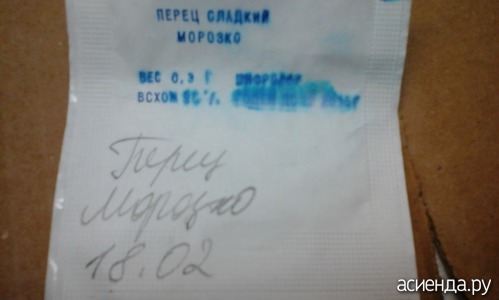 ПЕРЕЦ СЛАДКИЙ
МОРОЗКО
ВЕС 0,3 Г
ВСХОЖ %
Перец
Морозко
18.02
асиенда.ру